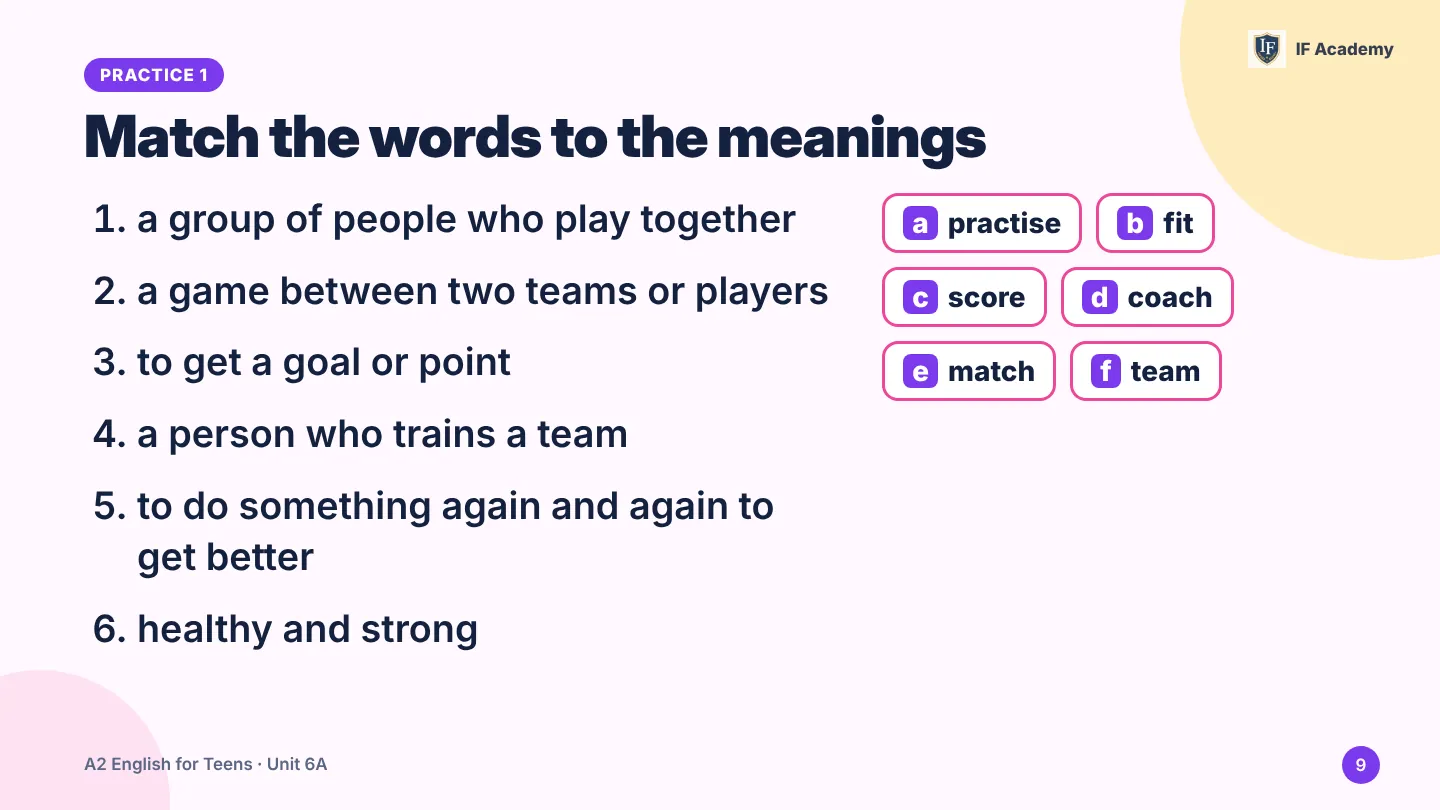 IF IF Academy
PRACTICE 1
Match the words to the meanings
1. a group of people who play together
2. a game between two teams or players
3. to get a goal or point
4. a person who trains a team
5. to do something again and again to
get better
6. healthy and strong
a practise b fit
c score d coach
e match f team
A2 English for Teens · Unit 6A
9